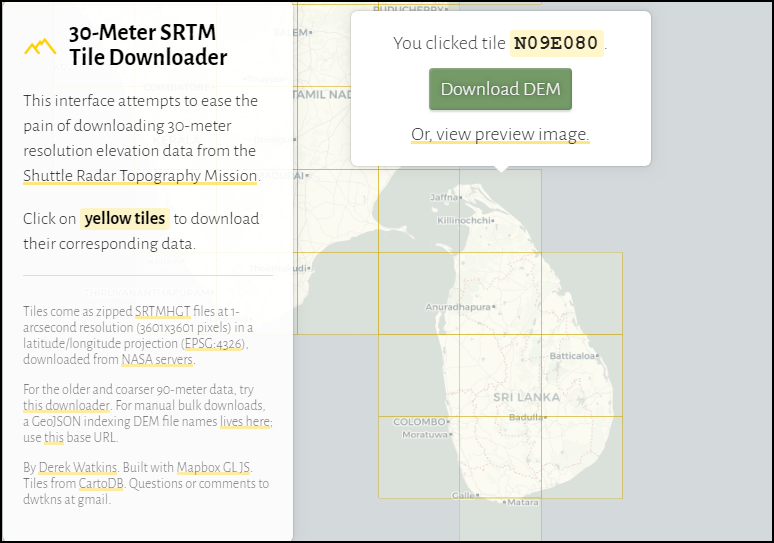 30-Meter SRTM
Tile Downloader
This interface attempts to ease the
pain of downloading 30-meter
resolution elevation data from the
Shuttle Radar Topography Mission.
Click on yellow tiles to download
their corresponding data.
Tiles come as zipped SRTMHGT files at 1-
arcsecond resolution (3601x3601 pixels) in a
latitude/longitude projection (EPSG:4326),
downloaded from NASA servers.
For the older and coarser 90-meter data, try
this downloader. For manual bulk downloads,
a GeoJSON indexing DEM file names lives here;
use this base URL.
By Derek Watkins. Built with Mapbox GL JS.
Tiles from CartoDB. Questions or comments to
dwtkns at gmail.
You clicked tile N09E080.
Download DEM
Or, view preview image.
PUDUCHERRY
TAMIL NAD
Jaffna
Killinochchi
Anuradhapura
Batticaloa
SRI LANKA
Badulla
COLOMBO
Moratuwa
Galle
Matara